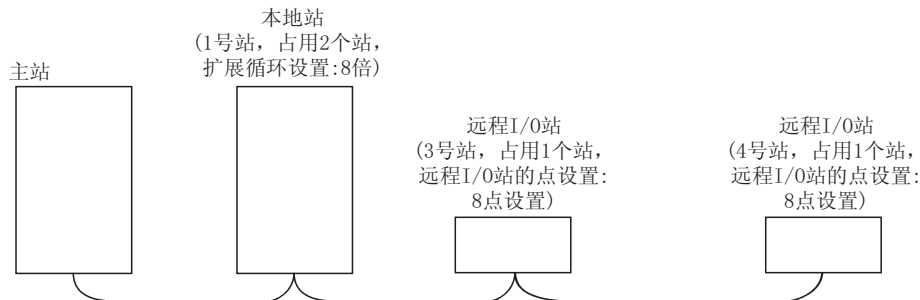 主站
本地站
(1号站, 占用2个站,
扩展循环设置:8倍)
远程I/O站
(3号站, 占用1个站,
远程I/O站的点设置:
8点设置)
远程I/O站
(4号站, 占用1个站,
远程I/O站的点设置:
8点设置)